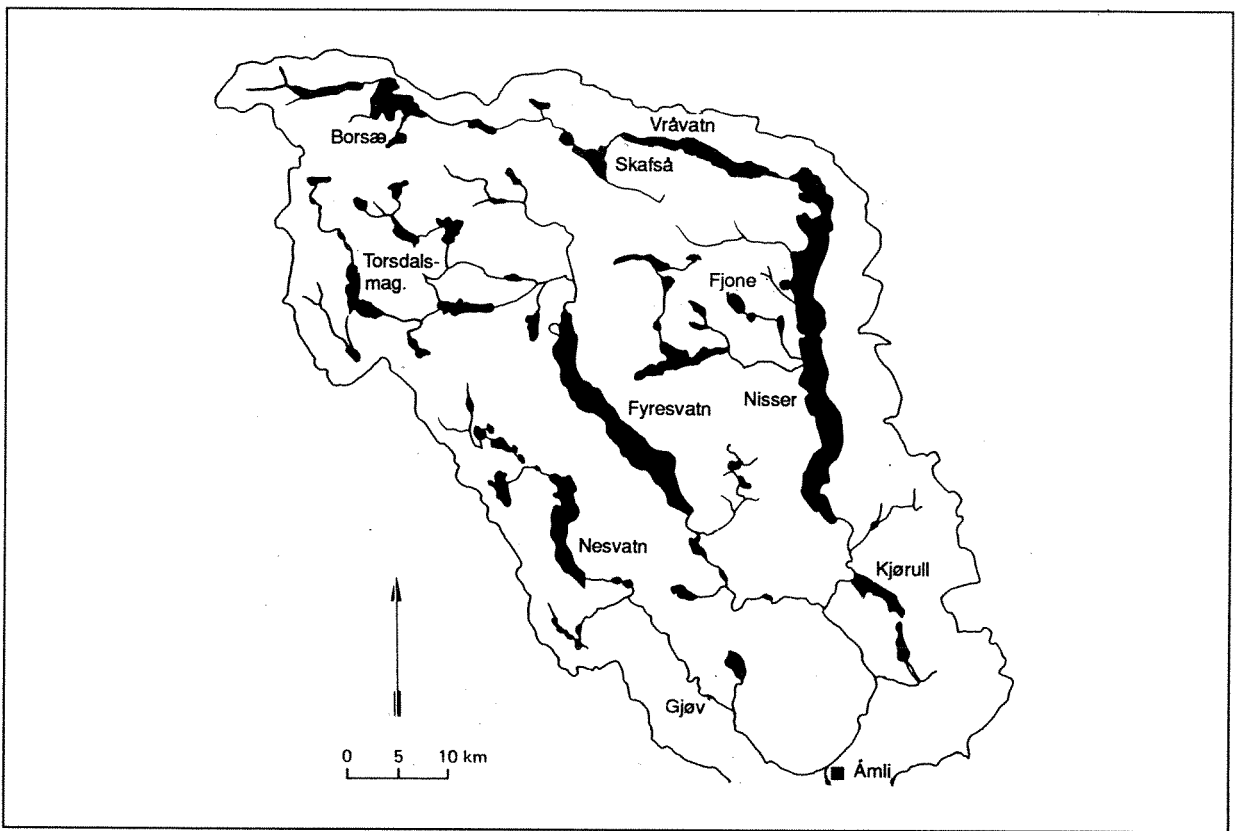 Vråvatn
Borsæ
Skafså
Torsdals-
mag.
Fjone
Nisser
Fyresvatn
Nesvatn
Kjørull
Gjøv
0 5 10 km
Åmli